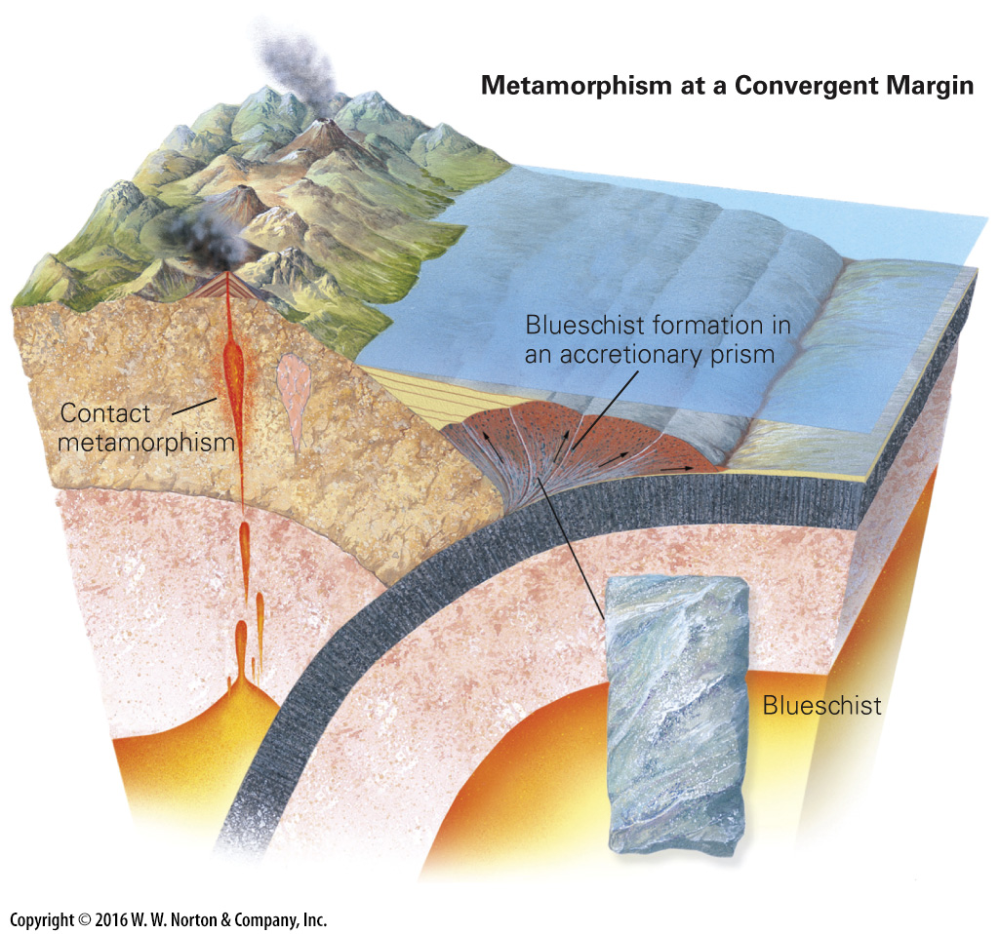 Metamorphism at a Convergent Margin
Blueschist formation in
an accretionary prism
Contact
metamorphism
Blueschist
Copyright © 2016 W. W. Norton & Company, Inc.